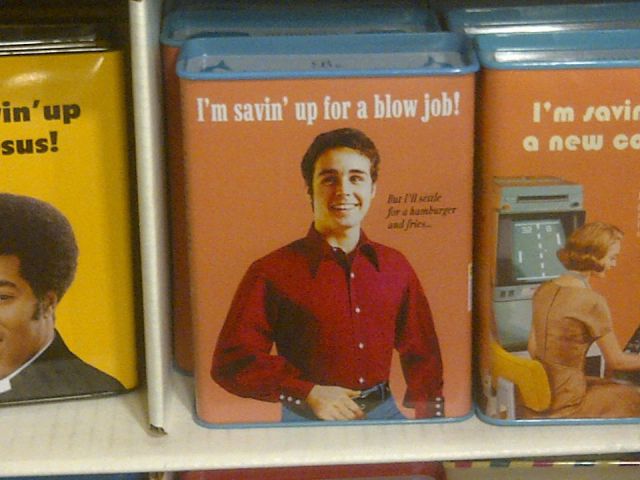 in' up
sus!
I'm savin' up for a blow job!
But I'll settle
for a hamburger
and fries...
I'm savin
a new co